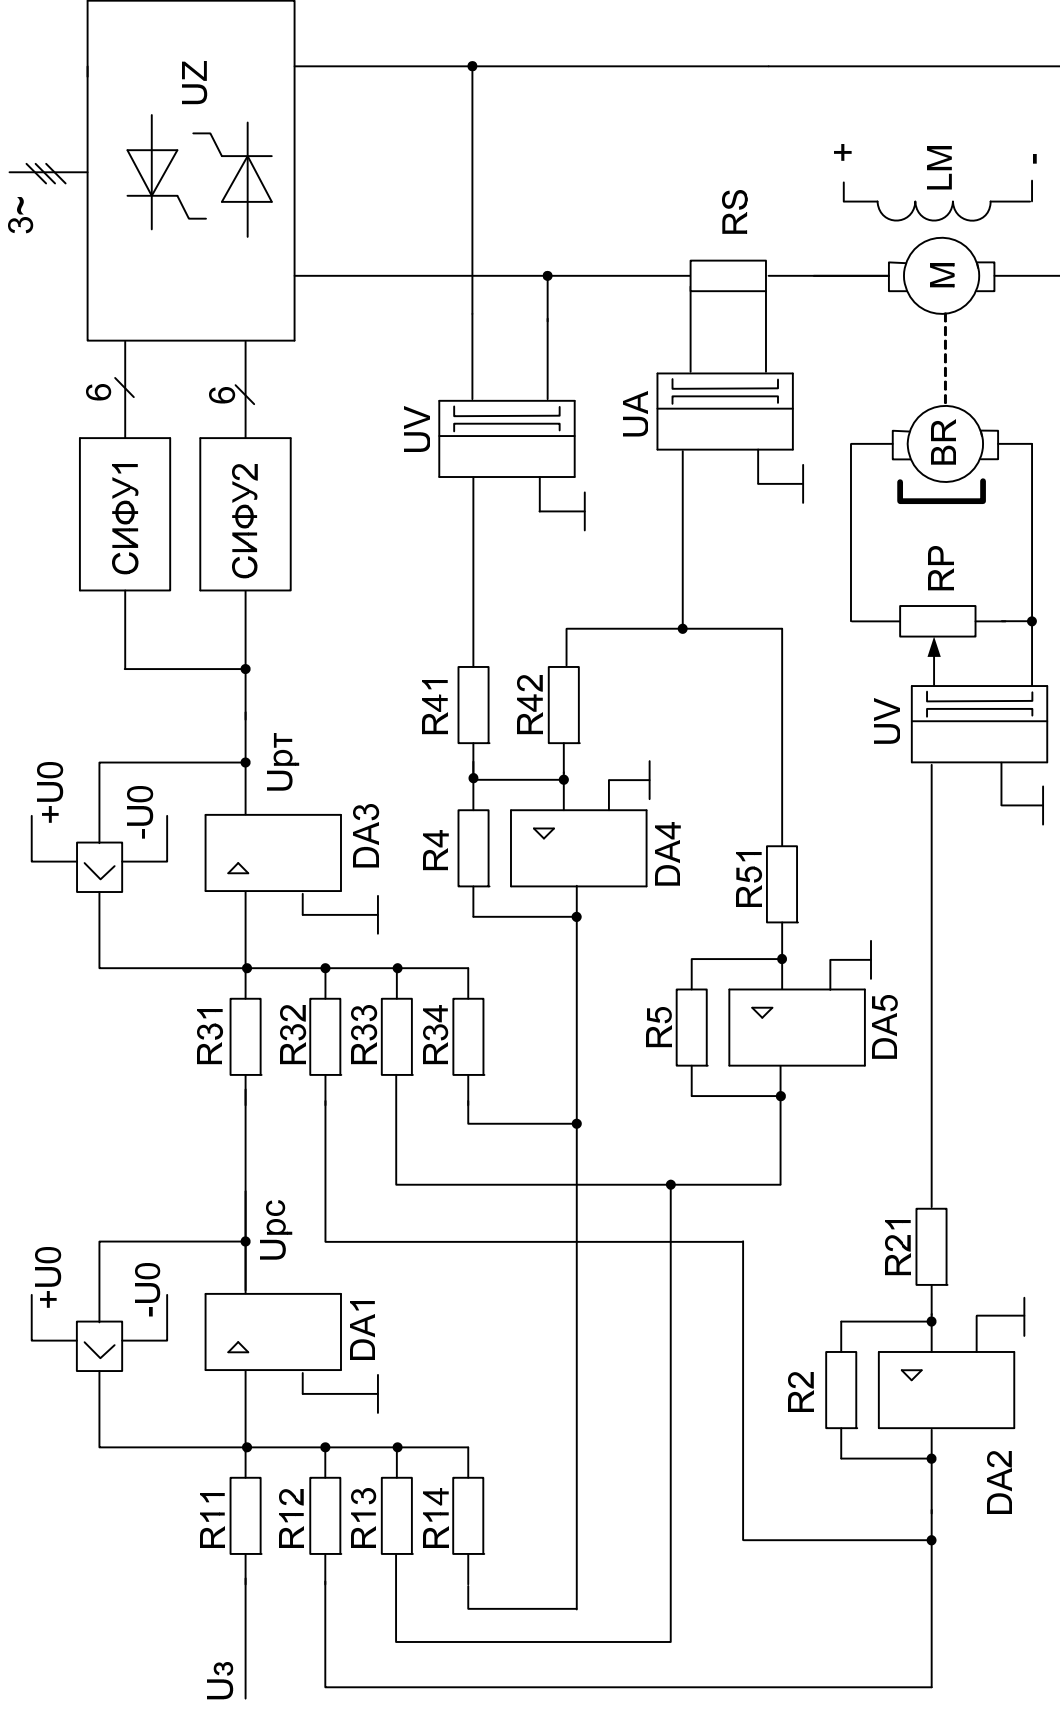 3~
UZ
6
6
СИФУ1
СИФУ2
UV
RS
UA
+
LM
-
M
BR
RP
UV
R41
R42
+U0
-U0
Uрт
DA3
R4
DA4
R51
R31
R32
R33
R34
R5
DA5
+U0
-U0
Uрс
DA1
R21
R2
DA2
R11
R12
R13
R14
Uз